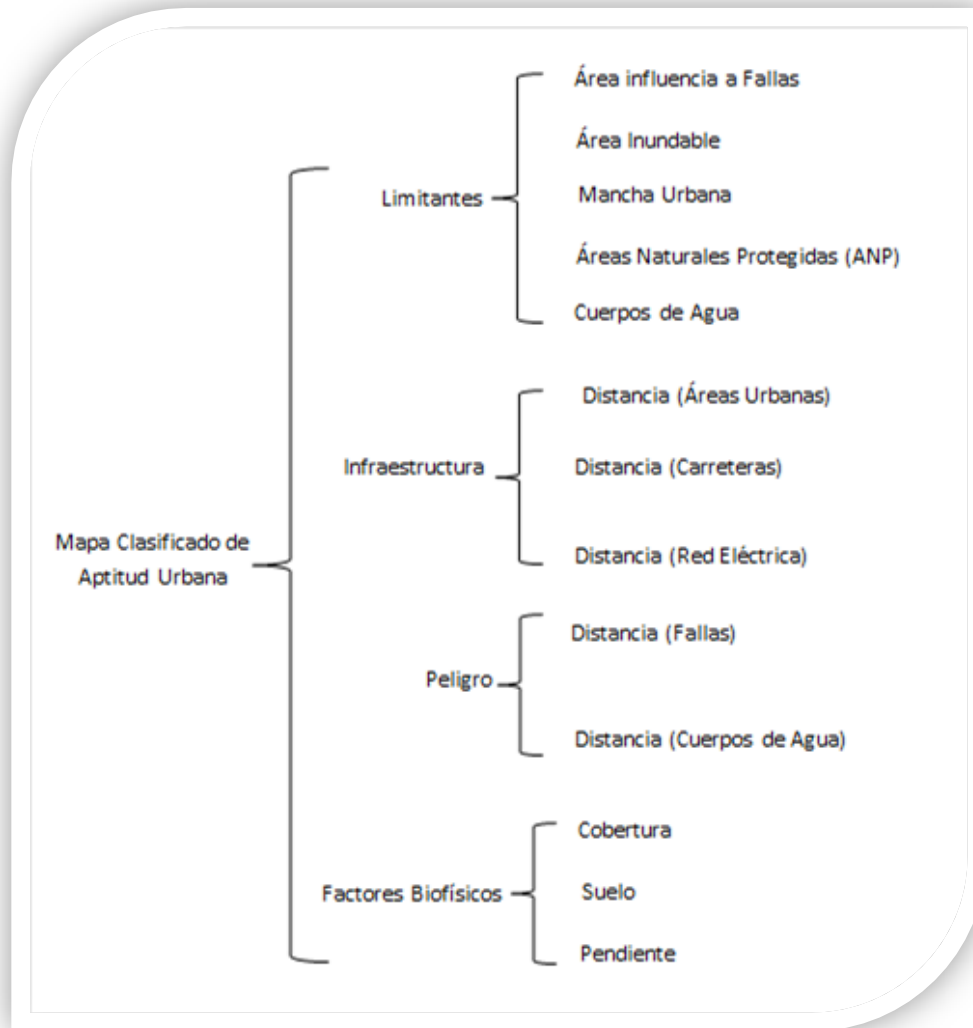 Mapa Clasificado de
Aptitud Urbana
Limitantes
Área influencia a Fallas
Área Inundable
Mancha Urbana
Áreas Naturales Protegidas (ANP)
Cuerpos de Agua
Infraestructura
Distancia (Áreas Urbanas)
Distancia (Carreteras)
Distancia (Red Eléctrica)
Peligro
Distancia (Fallas)
Distancia (Cuerpos de Agua)
Factores Biofísicos
Cobertura
Suelo
Pendiente